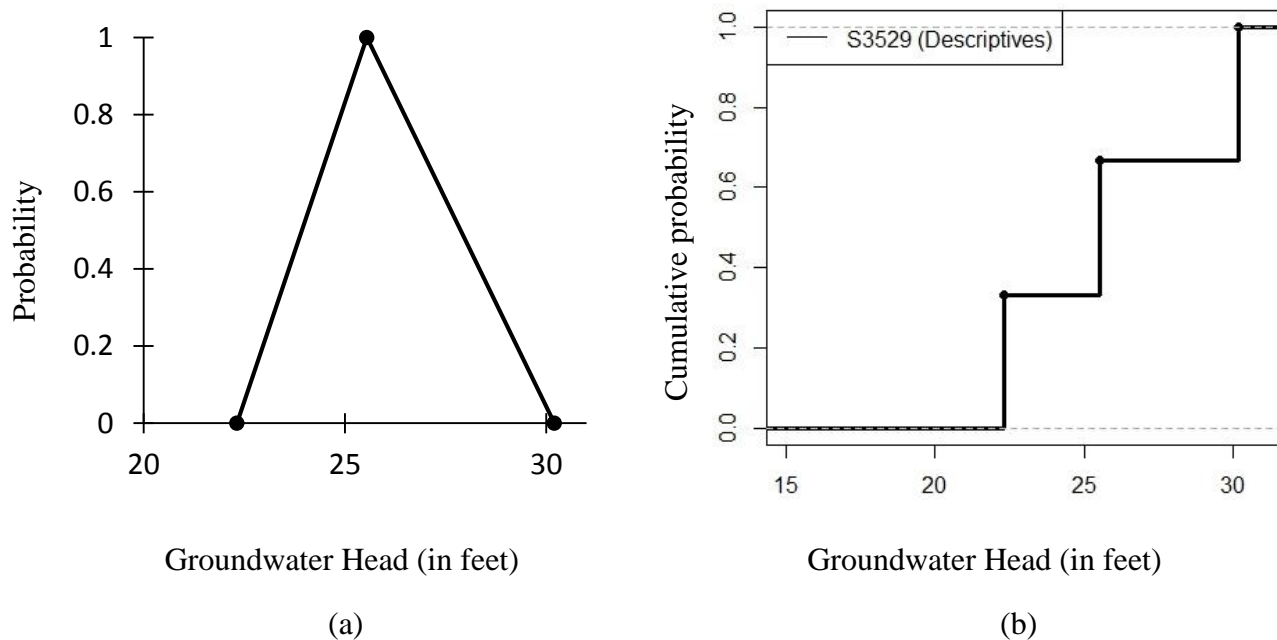 Probability
1
0.8
0.6
0.4
0.2
0
20 25 30
Groundwater Head (in feet)
(a)
S3529 (Descriptives)
Cumulative probability
1.0
0.8
0.6
0.4
0.2
0.0
15 20 25 30
Groundwater Head (in feet)
(b)